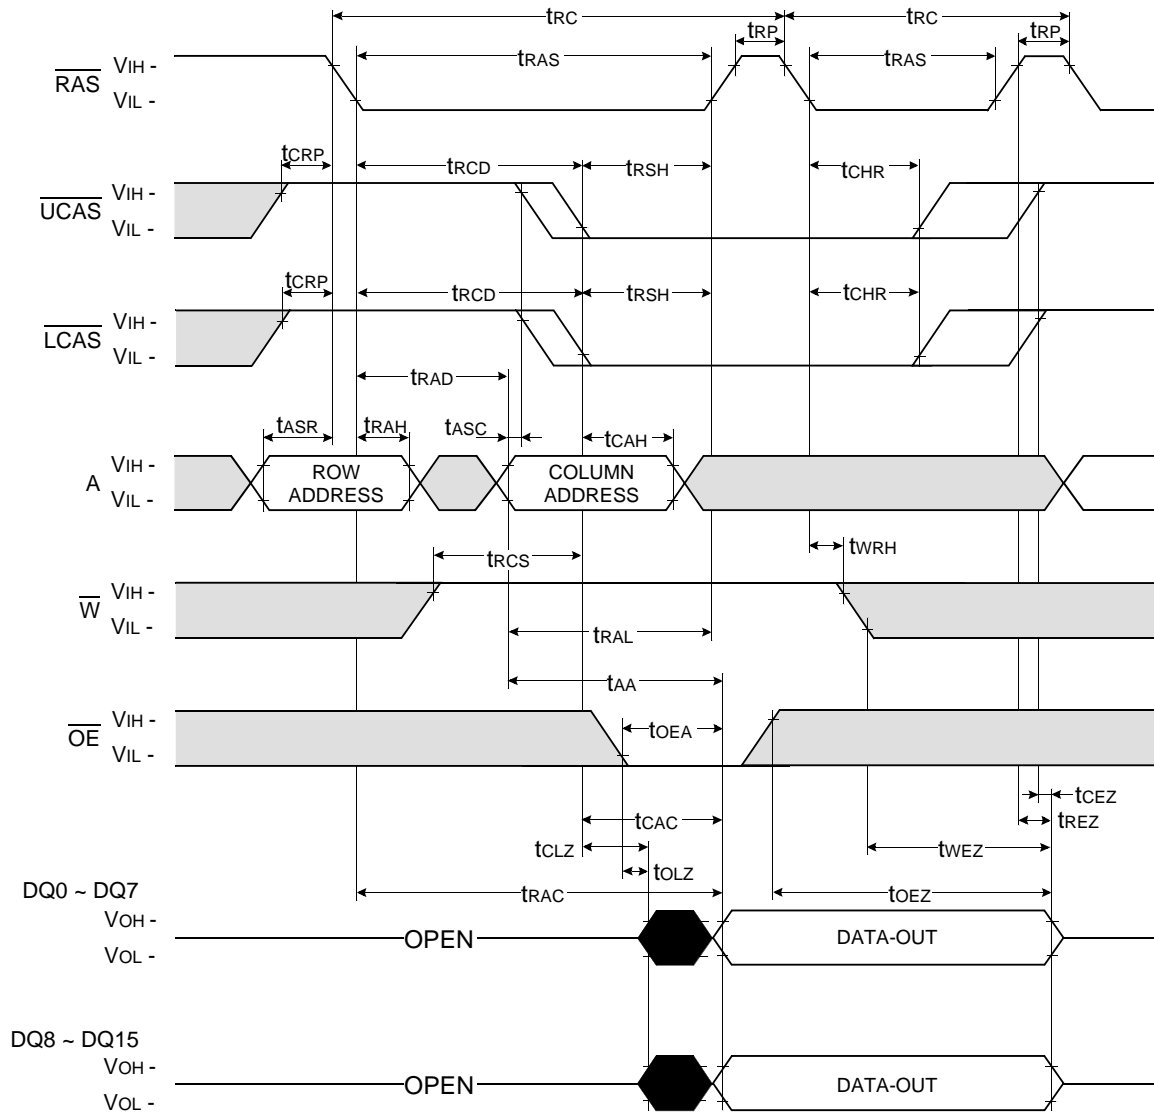 tRC tRC
tRP tRP
tRAS tRAS
RAS VIH -
VIL -
tCRP tRCD tRSH tCHR
UCAS VIH -
VIL -
tCRP tRCD tRSH tCHR
LCAS VIH -
VIL -
tRAD
tASR tRAH tASC tCAH
A VIH -
VIL -
ROW
ADDRESS
COLUMN
ADDRESS
tRCS tWRH
W VIH -
VIL -
tRAL
tAA
OE VIH -
VIL -
tOEA
tCEZ
tCAC tREZ
tCLZ tWEZ
tOLZ
DQ0 ~ DQ7 tRAC tOEZ
VOH -
VOL -
OPEN DATA-OUT
DQ8 ~ DQ15
VOH -
VOL -
OPEN DATA-OUT